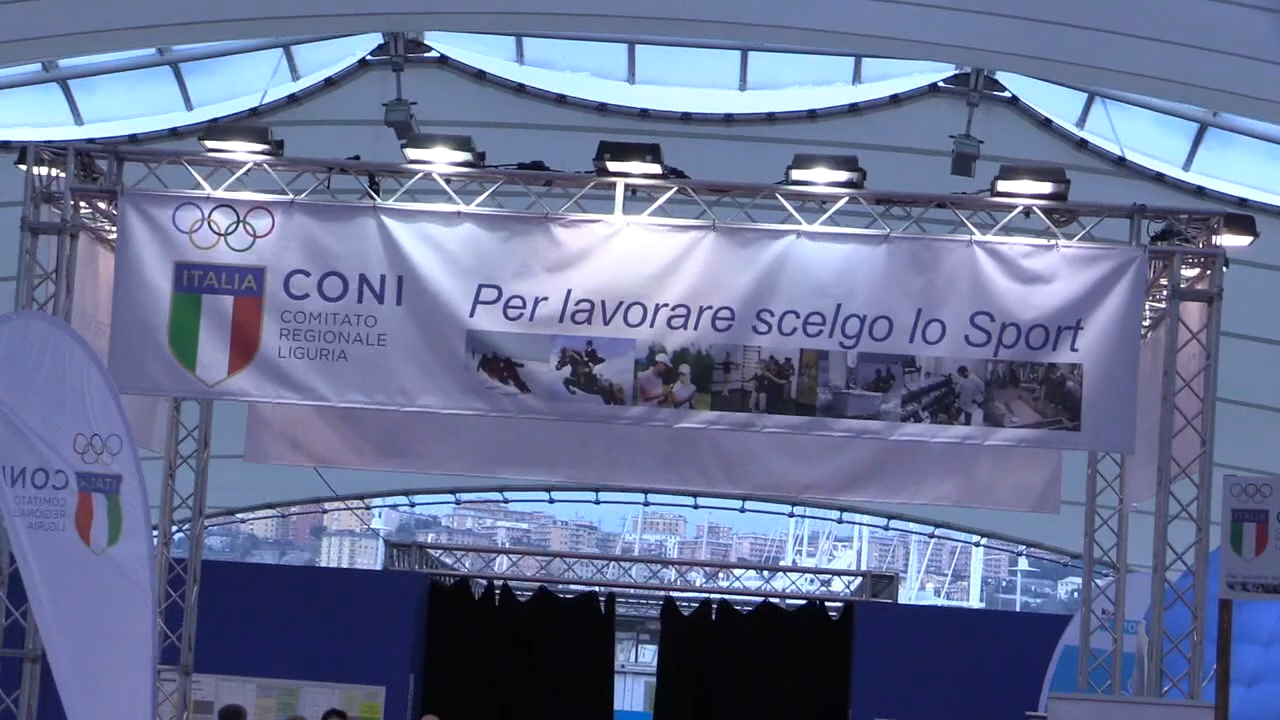 ITALIA
CONI
COMITATO
REGIONALE
LIGURIA
Per lavorare scelgo lo Sport
CONI
COMITATO
REGIONALE
LIGURIA
ITALIA
ITALIA